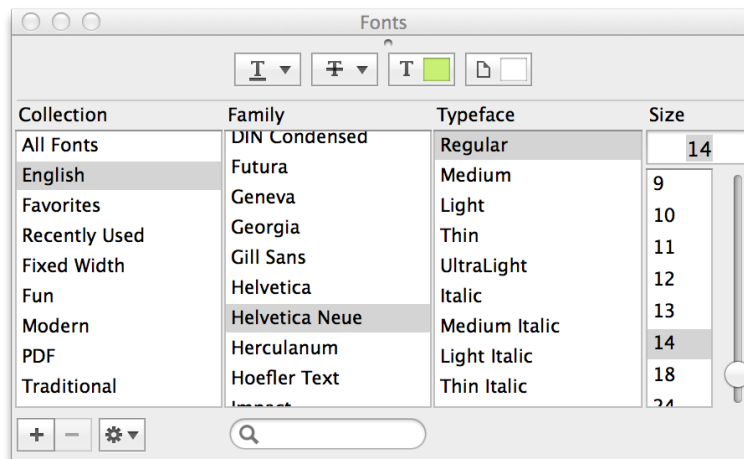 Fonts
T T T
Collection Family Typeface Size
All Fonts
English
Favorites
Recently Used
Fixed Width
Fun
Modern
PDF
Traditional
DIN Condensed
Futura
Geneva
Georgia
Gill Sans
Helvetica
Helvetica Neue
Herculanum
Hoefler Text
Impact
Regular
Medium
Light
Thin
UltraLight
Italic
Medium Italic
Light Italic
Thin Italic
14
9
10
11
12
13
14
18
24